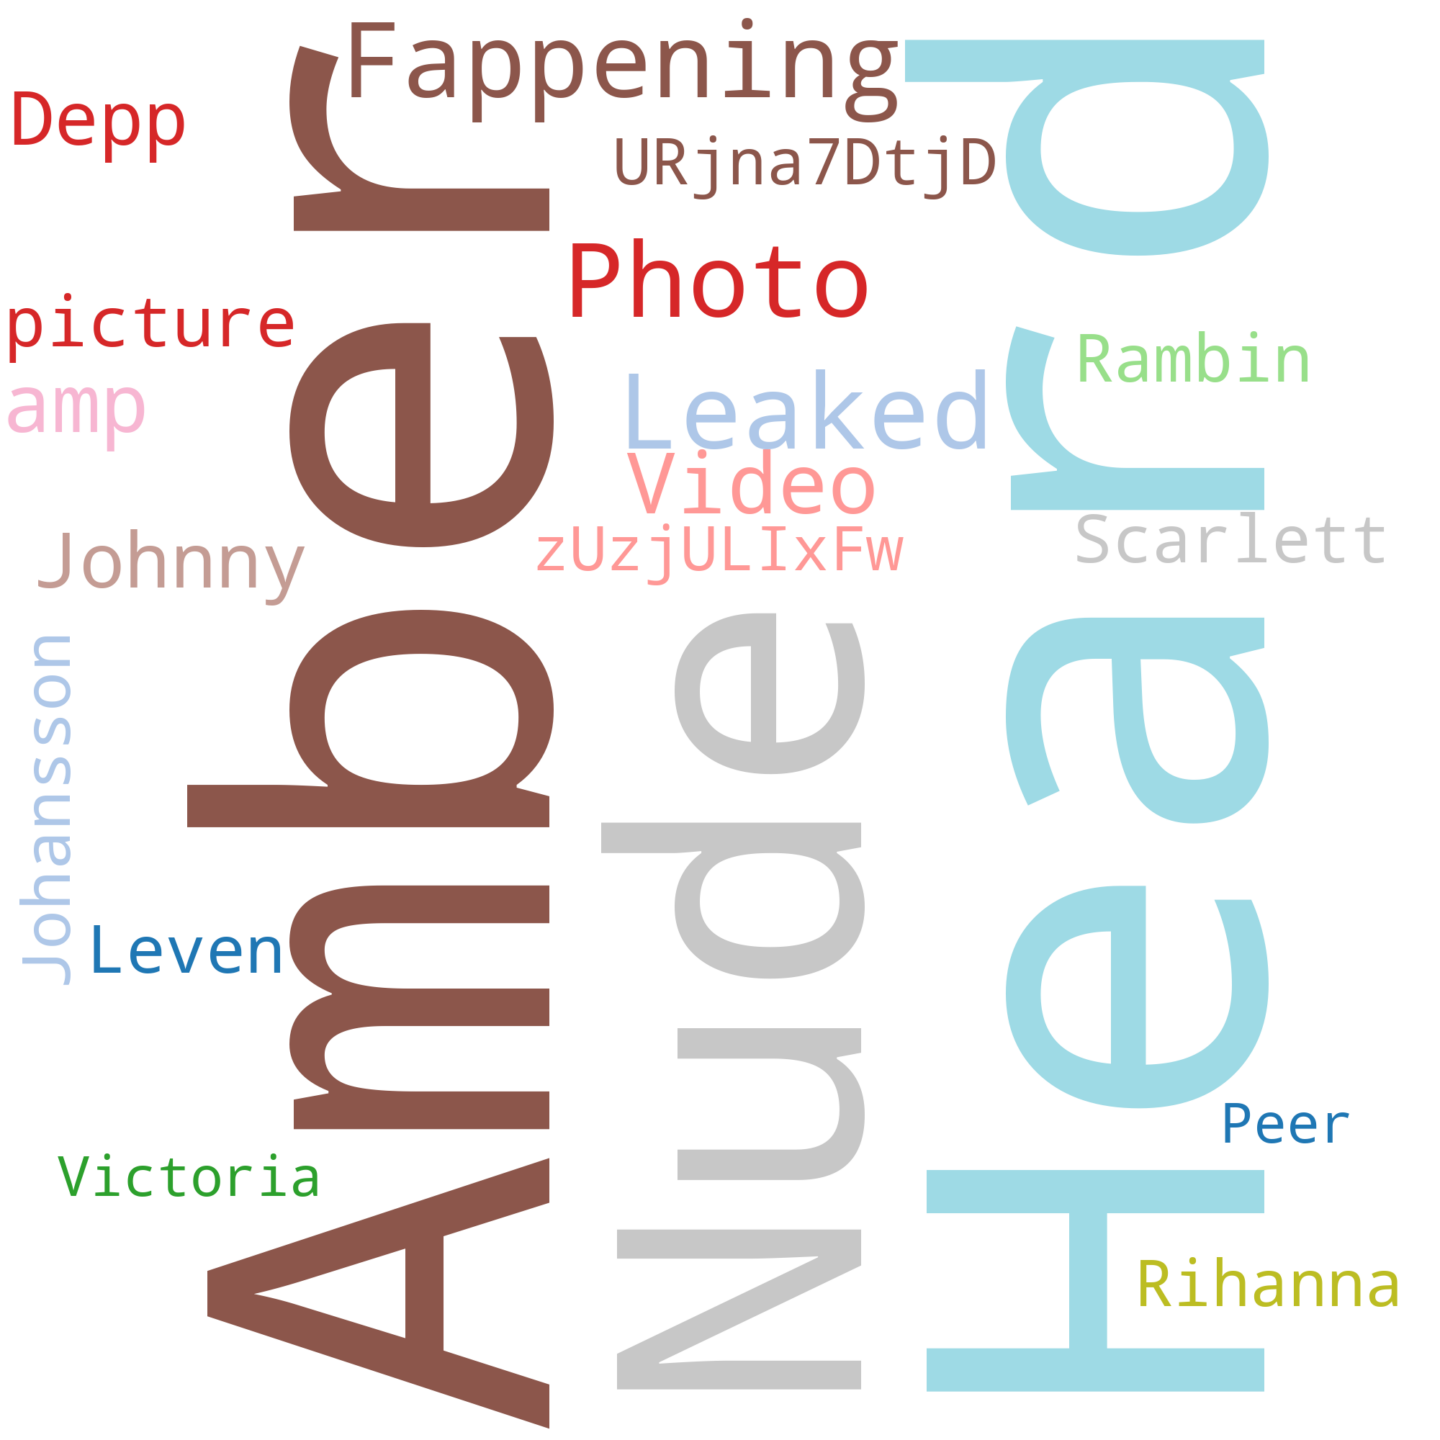 Fappening
Depp
URjna7DtjD
Photo
picture
Rambin
amp
Leaked
Video
Scarlett
Johnny
zUzjULIxFw
Amber
Nude
Heard
Johansson
Leven
Peer
Victoria
Rihanna